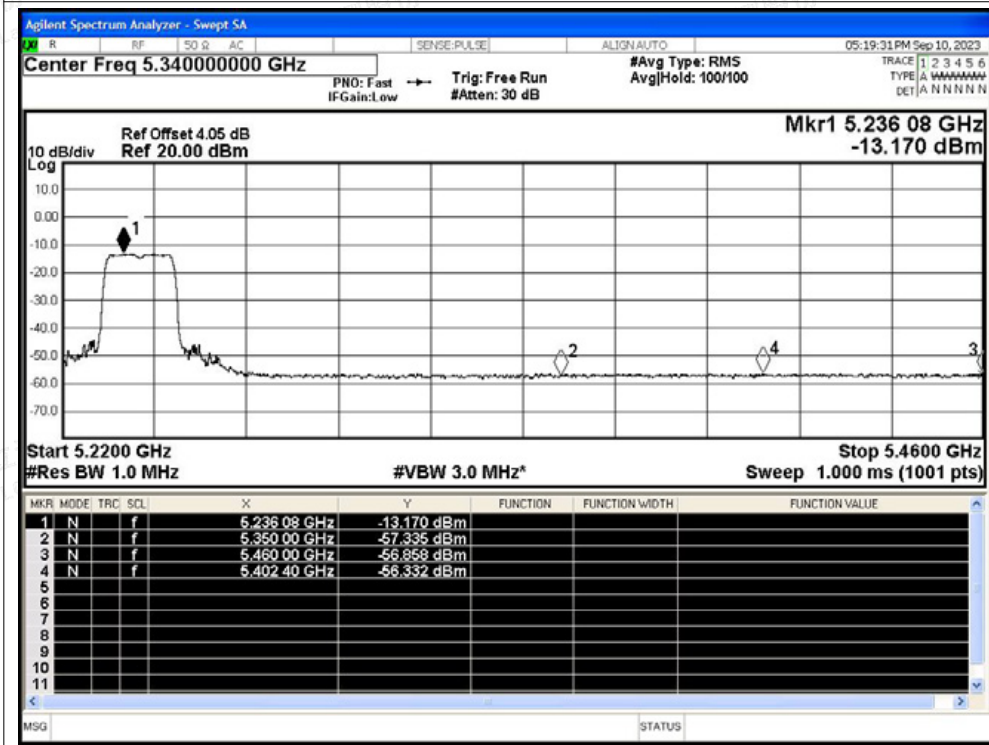 Agilent Spectrum Analyzer - Swept SA
LXI R RF 50 Ω AC SENSE:PULSE ALIGN AUTO 05:19:31 PM Sep 10, 2023
Center Freq 5.340000000 GHz
PNO: Fast
IFGain:Low
Trig: Free Run
#Atten: 30 dB
#Avg Type: RMS
Avg|Hold: 100/100
TRACE 1 2 3 4 5 6
TYPE A WWWWW
DET A N N N N N
Ref Offset 4.05 dB
Ref 20.00 dBm
10 dB/div
Log
Mkr1 5.236 08 GHz
-13.170 dBm
10.0
0.00
-10.0
-20.0
-30.0
-40.0
-50.0
-60.0
-70.0
1
2
4
3
Start 5.2200 GHz Stop 5.4600 GHz
#Res BW 1.0 MHz #VBW 3.0 MHz* Sweep 1.000 ms (1001 pts)
MKR MODE TRC SCL X Y FUNCTION FUNCTION WIDTH FUNCTION VALUE
1 N f 5.236 08 GHz -13.170 dBm
2 N f 5.350 00 GHz -57.335 dBm
3 N f 5.460 00 GHz -56.858 dBm
4 N f 5.402 40 GHz -56.332 dBm
5
6
7
8
9
10
11
MSG STATUS